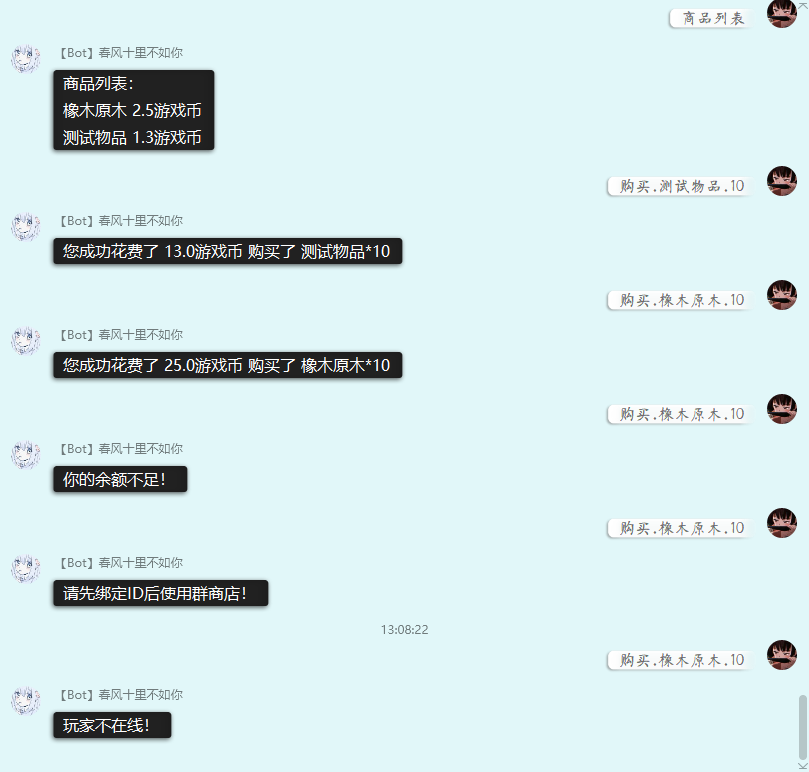 商品列表
【Bot】春风十里不如你
商品列表：
橡木原木 2.5游戏币
测试物品 1.3游戏币
购买.测试物品.10
【Bot】春风十里不如你
您成功花费了 13.0游戏币 购买了 测试物品*10
购买.橡木原木.10
【Bot】春风十里不如你
您成功花费了 25.0游戏币 购买了 橡木原木*10
购买.橡木原木.10
【Bot】春风十里不如你
你的余额不足！
购买.橡木原木.10
【Bot】春风十里不如你
请先绑定ID后使用群商店！
13:08:22
购买.橡木原木.10
【Bot】春风十里不如你
玩家不在线！